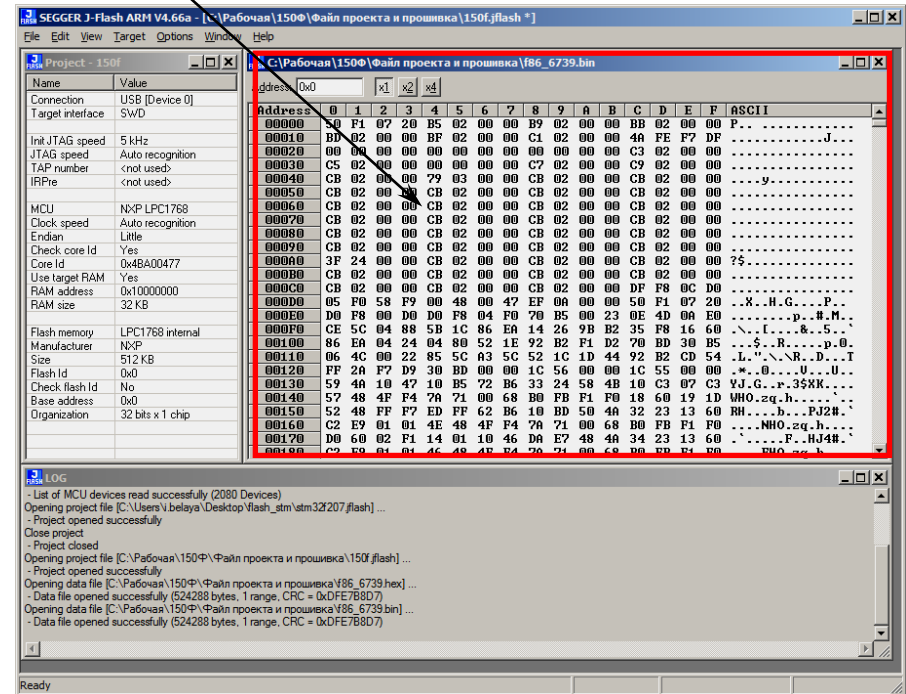 SEGGER J-Flash ARM V4.66a - [C:\Рабочая\150Ф\Файл проекта и прошивка\150f.jflash *]
File Edit View Target Options Window Help
Project - 150f
Name Value
Connection USB [Device 0]
Target interface SWD
Init JTAG speed 5 kHz
JTAG speed Auto recognition
TAP number <not used>
IRPre <not used>
MCU NXP LPC1768
Clock speed Auto recognition
Endian Little
Check core Id Yes
Core Id 0x4BA00477
Use target RAM Yes
RAM address 0x10000000
RAM size 32 KB
Flash memory LPC1768 internal
Manufacturer NXP
Size 512 KB
Flash Id 0x0
Check flash Id No
Base address 0x0
Organization 32 bits x 1 chip
C:\Рабочая\150Ф\Файл проекта и прошивка\f86_6739.bin
Address: 0x0 x1 x2 x4
Address 0 1 2 3 4 5 6 7 8 9 A B C D E F ASCII
00000 50 F1 07 20 B5 02 00 00 B9 02 00 00 BB 02 00 00 P.. ............
00010 BD 02 00 00 BF 02 00 00 C1 02 00 00 4A FE F7 DF ............J...
00020 00 00 00 00 00 00 00 00 00 00 00 00 C3 02 00 00 ................
00030 C5 02 00 00 00 00 00 00 C7 02 00 00 C9 02 00 00 ................
00040 CB 02 00 00 79 03 00 00 CB 02 00 00 CB 02 00 00 ....y...........
00050 CB 02 00 00 CB 02 00 00 CB 02 00 00 CB 02 00 00 ................
00060 CB 02 00 00 CB 02 00 00 CB 02 00 00 CB 02 00 00 ................
00070 CB 02 00 00 CB 02 00 00 CB 02 00 00 CB 02 00 00 ................
00080 CB 02 00 00 CB 02 00 00 CB 02 00 00 CB 02 00 00 ................
00090 CB 02 00 00 CB 02 00 00 CB 02 00 00 CB 02 00 00 ................
000A0 3F 24 00 00 CB 02 00 00 CB 02 00 00 CB 02 00 00 ?$..............
000B0 CB 02 00 00 CB 02 00 00 CB 02 00 00 CB 02 00 00 ................
000C0 CB 02 00 00 CB 02 00 00 CB 02 00 00 DF F8 0C D0 ................
000D0 05 F0 58 F9 00 48 00 47 EF 0A 00 00 50 F1 07 20 ..X..H.G....P..
000E0 D0 F8 00 D0 D0 F8 04 F0 70 B5 00 23 0E 4D 0A E0 ........p..#.M..
000F0 CE 5C 04 88 5B 1C 86 EA 14 26 9B B2 35 F8 16 60 .\..[....&..5..`
00100 86 EA 04 24 04 80 52 1E 92 B2 F1 D2 70 BD 30 B5 ...$..R.....p.0.
00110 06 4C 00 22 85 5C A3 5C 52 1C 1D 44 92 B2 CD 54 .L.".\.\R..D...T
00120 FF 2A F7 D9 30 BD 00 00 1C 56 00 00 1C 55 00 00 .*..0....V...U..
00130 59 4A 10 47 10 B5 72 B6 33 24 58 4B 10 C3 07 C3 YJ.G..r.3$XK....
00140 57 48 4F F4 7A 71 00 68 B0 FB F1 F0 18 60 19 1D WHO.zq.h.....`..
00150 52 48 FF F7 ED FF 62 B6 10 BD 50 4A 32 23 13 60 RH....b...PJ2#.`
00160 C2 E9 01 01 4E 48 4F F4 7A 71 00 68 B0 FB F1 F0 ....NHO.zq.h....
00170 D0 60 02 F1 14 01 10 46 DA E7 48 4A 34 23 13 60 .`.....F..HJ4#.`
00180 C2 E9 01 01 46 48 4F F4 7A 71 00 68 B0 FB F1 F0 ....FHO.zq.h....
LOG
- List of MCU devices read successfully (2080 Devices)
Opening project file [C:\Users\i.belaya\Desktop\flash_stm\stm32f207.jflash] ...
- Project opened successfully
Close project
- Project closed
Opening project file [C:\Рабочая\150Ф\Файл проекта и прошивка\150f.jflash] ...
- Project opened successfully
Opening data file [C:\Рабочая\150Ф\Файл проекта и прошивка\f86_6739.hex] ...
- Data file opened successfully (524288 bytes, 1 range, CRC = 0xDFE7B8D7)
Opening data file [C:\Рабочая\150Ф\Файл проекта и прошивка\f86_6739.bin] ...
- Data file opened successfully (524288 bytes, 1 range, CRC = 0xDFE7B8D7)
Ready